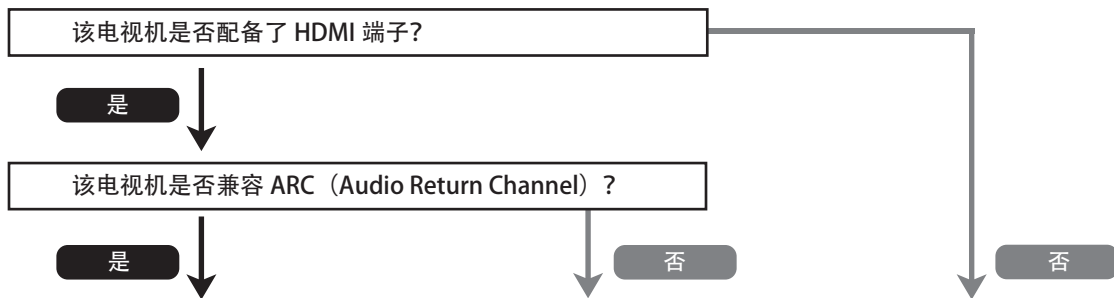 该电视机是否配备了 HDMI 端子？
是
该电视机是否兼容 ARC（Audio Return Channel）？
是
否
否